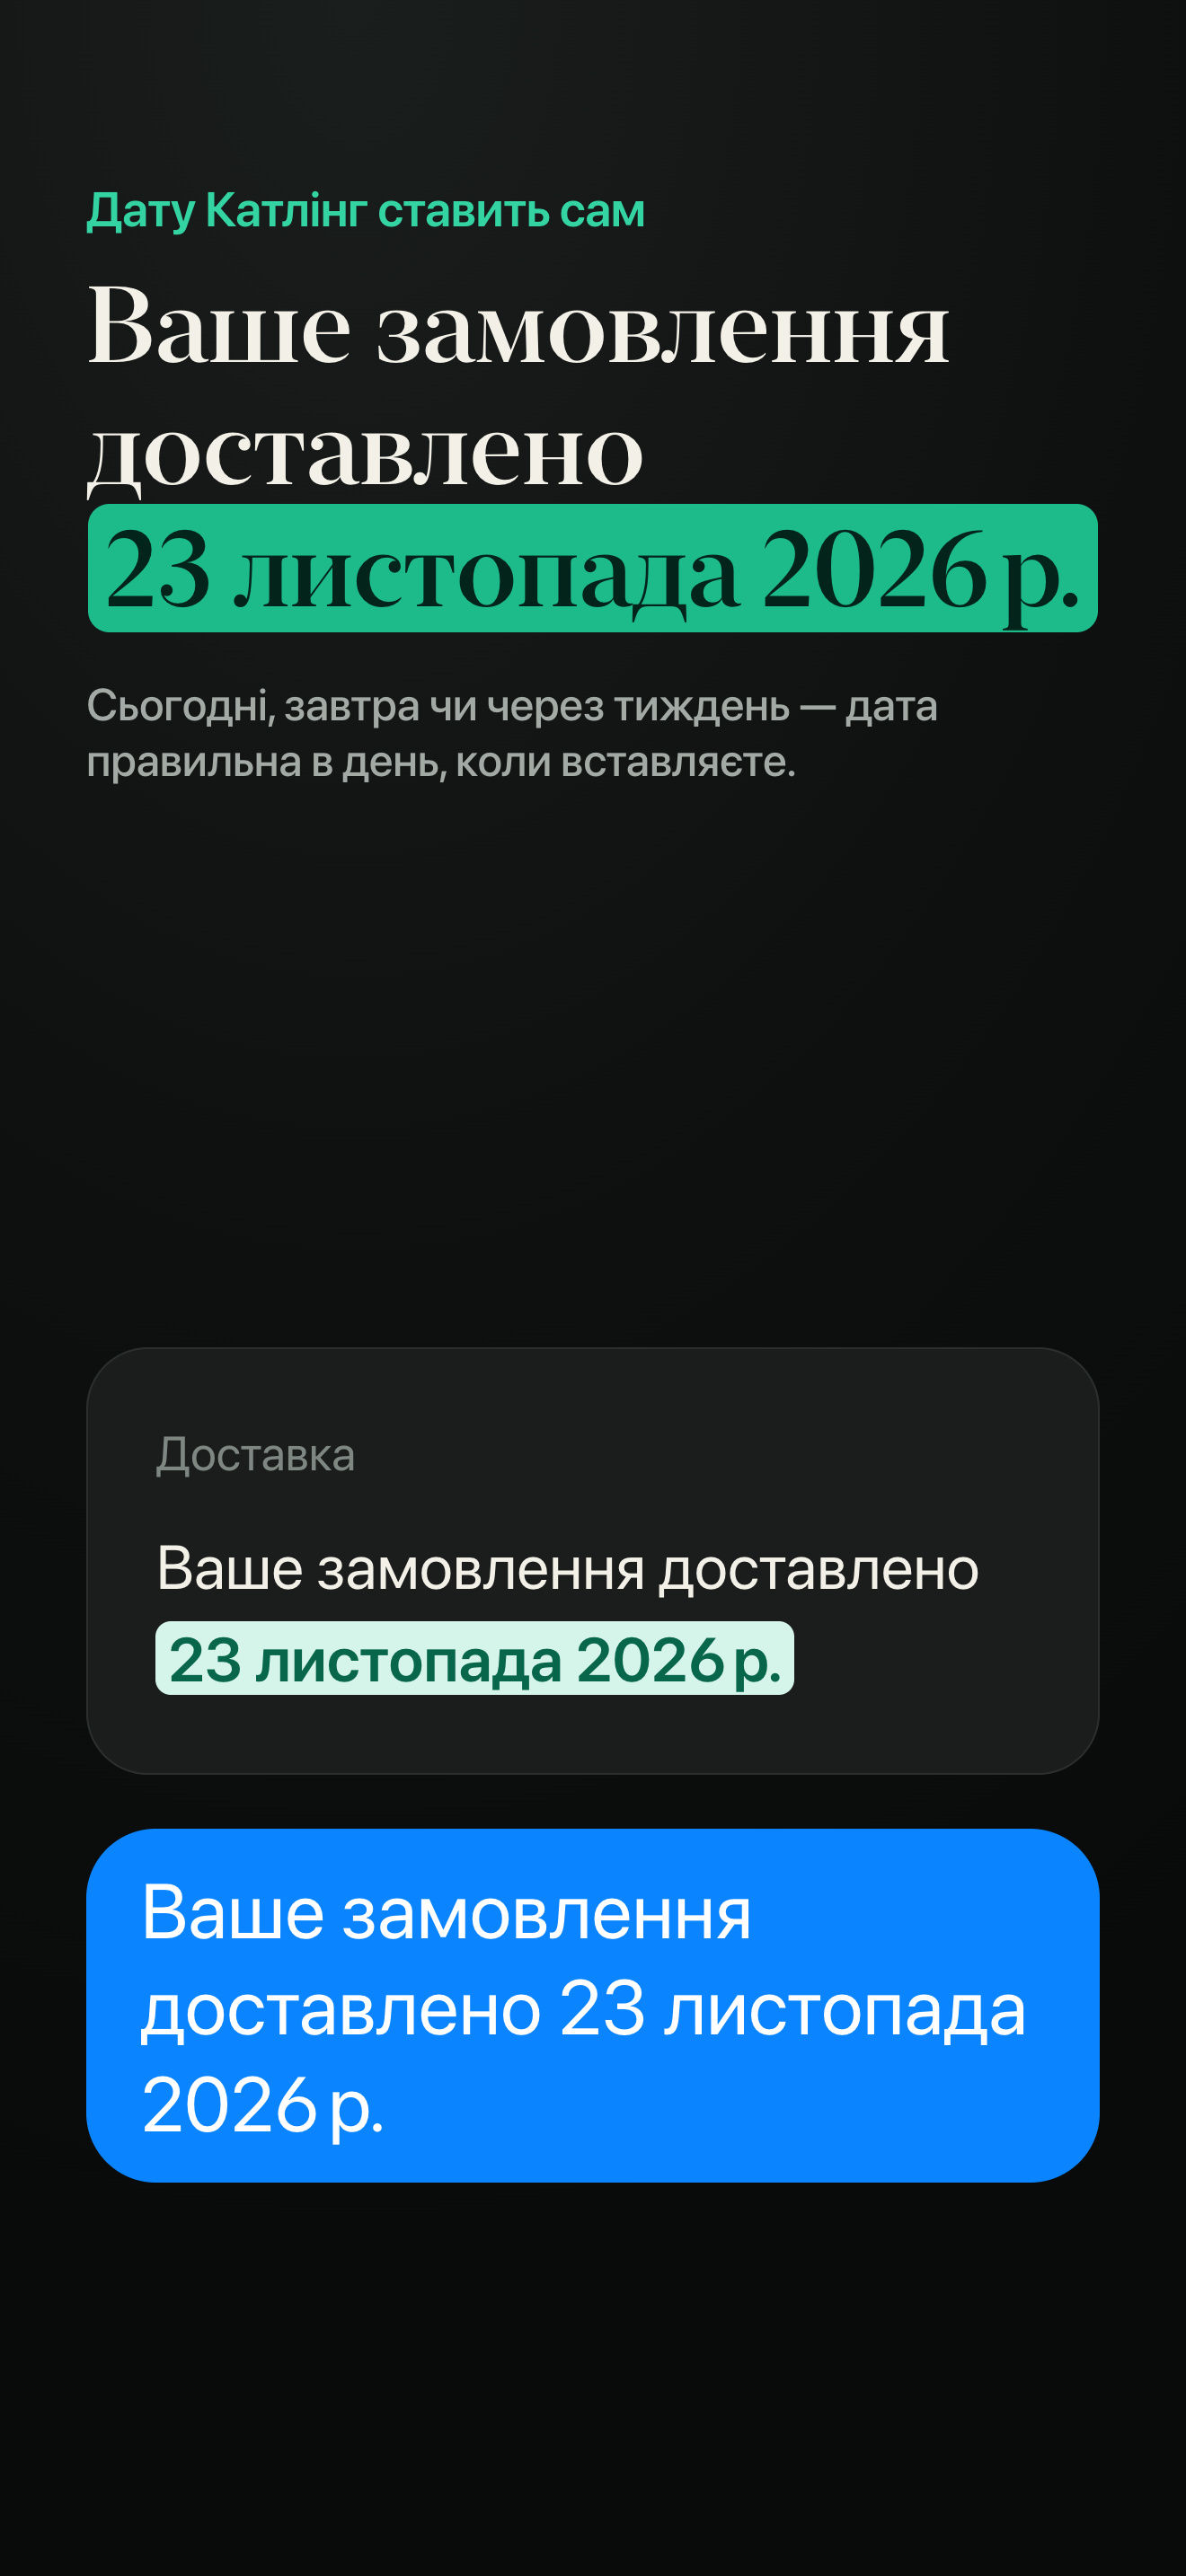 Дату Катлінг ставить сам
Ваше замовлення
доставлено
23 листопада 2026 р.
Сьогодні, завтра чи через тиждень — дата
правильна в день, коли вставляєте.
Доставка
Ваше замовлення доставлено
23 листопада 2026 р.
Ваше замовлення
доставлено 23 листопада
2026 р.